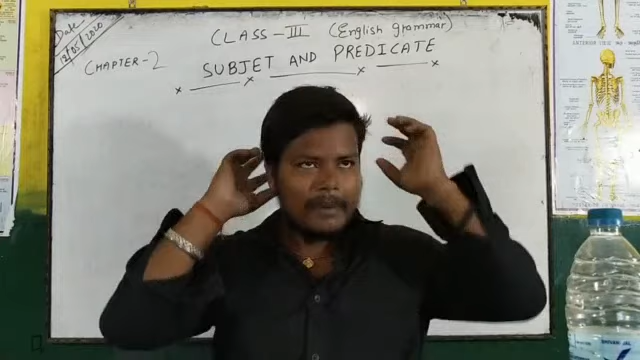 Date
12/05/2020
CLASS-III (English grammar)
CHAPTER-2
SUBJET AND PREDICATE